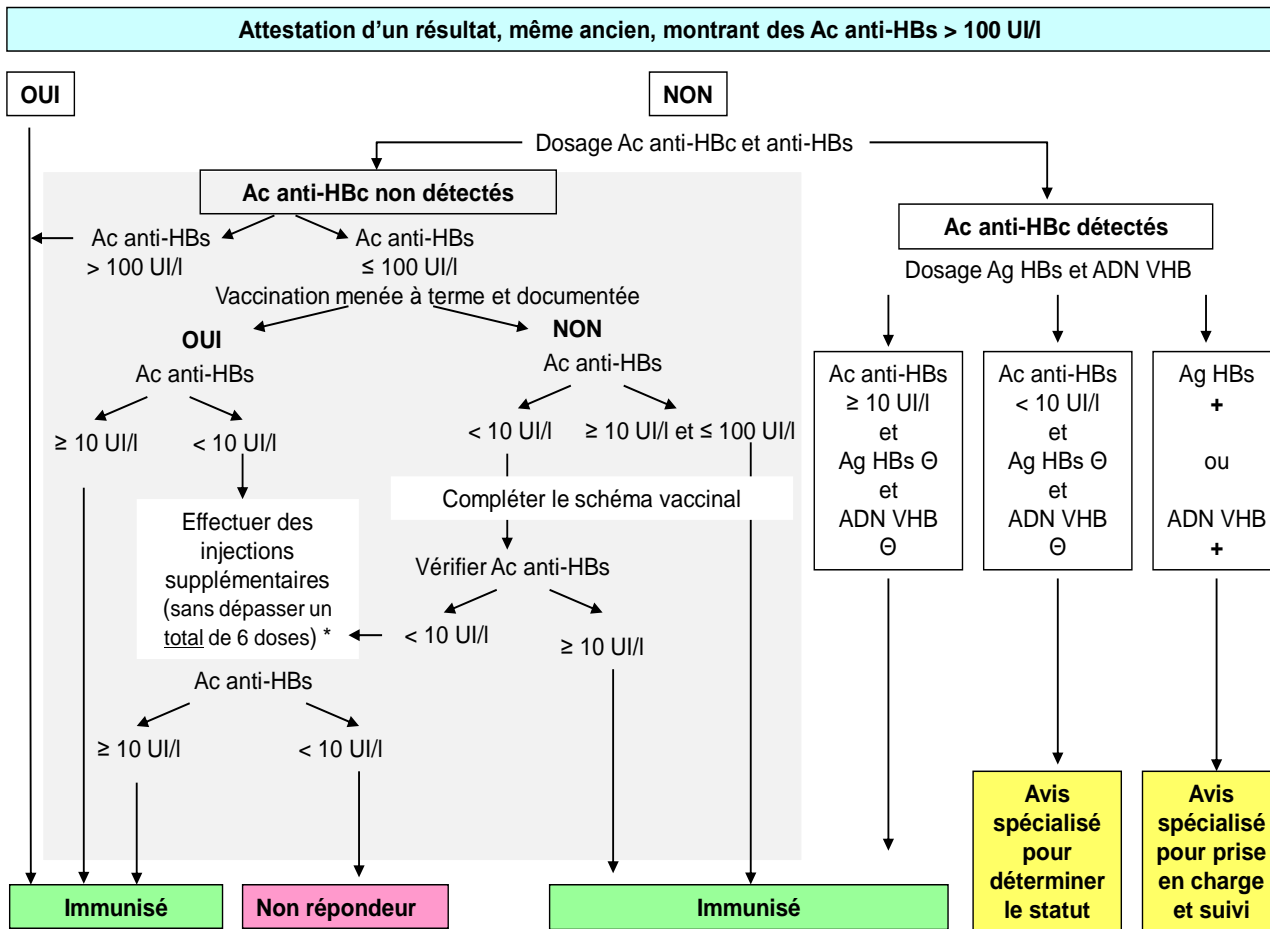 Attestation d'un résultat, même ancien, montrant des Ac anti-HBs > 100 UI/l
OUI
NON
Dosage Ac anti-HBc et anti-HBs
Ac anti-HBc non détectés
Ac anti-HBs
> 100 UI/l
Ac anti-HBs
≤ 100 UI/l
Vaccination menée à terme et documentée
OUI
Ac anti-HBs
≥ 10 UI/l
< 10 UI/l
NON
Ac anti-HBs
< 10 UI/l
≥ 10 UI/l et ≤ 100 UI/l
Effectuer des
injections
supplémentaires
(sans dépasser un
total de 6 doses) *
Compléter le schéma vaccinal
Vérifier Ac anti-HBs
< 10 UI/l
≥ 10 UI/l
Ac anti-HBs
≥ 10 UI/l
< 10 UI/l
Ac anti-HBc détectés
Dosage Ag HBs et ADN VHB
Ac anti-HBs
≥ 10 UI/l
et
Ag HBs Θ
et
ADN VHB
Θ
Ac anti-HBs
< 10 UI/l
et
Ag HBs Θ
et
ADN VHB
Θ
Ag HBs
+
ou
ADN VHB
+
Immunisé
Non répondeur
Immunisé
Avis
spécialisé
pour
déterminer
le statut
Avis
spécialisé
pour prise
en charge
et suivi